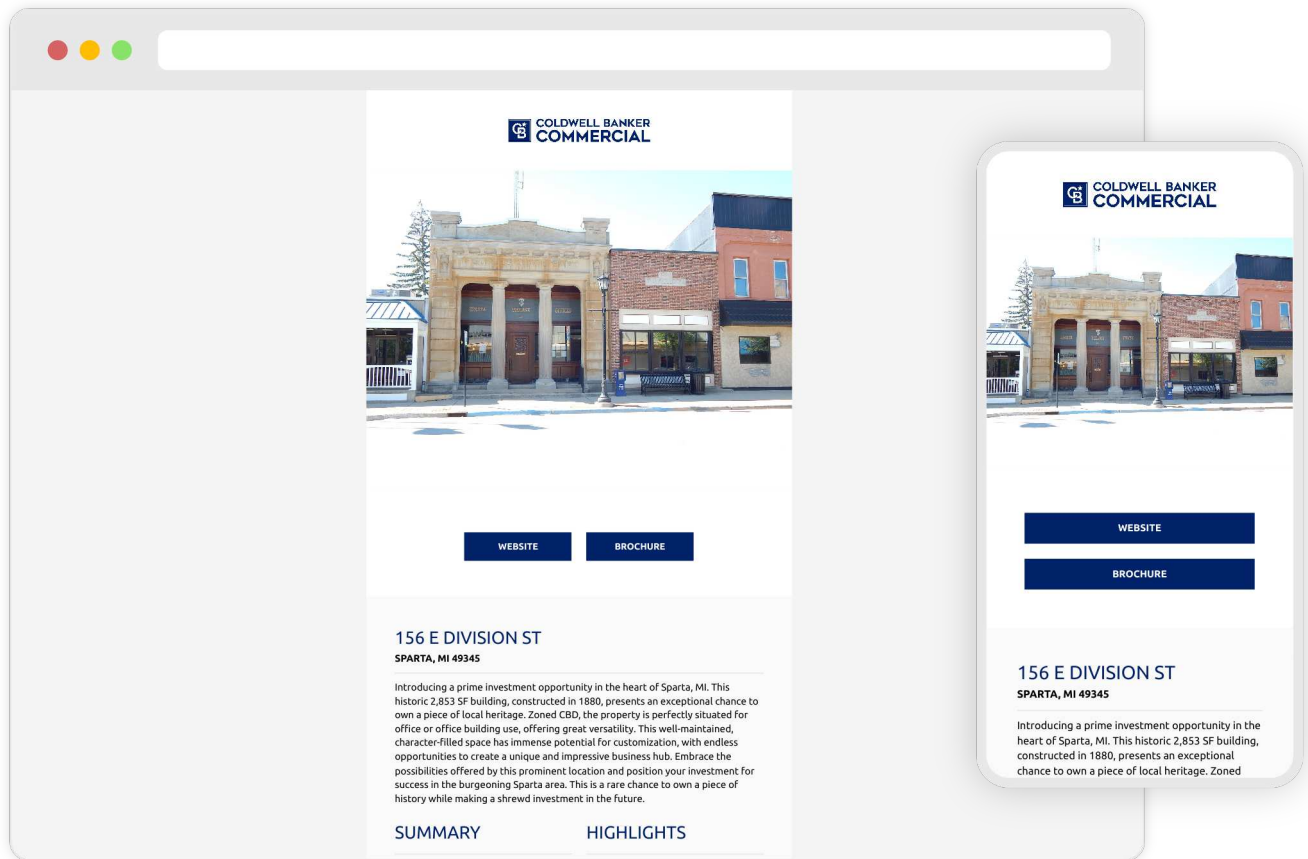 COLDWELL BANKER
COMMERCIAL
WEBSITE
BROCHURE
156 E DIVISION ST
SPARTA, MI 49345
Introducing a prime investment opportunity in the heart of Sparta, MI. This
historic 2,853 SF building, constructed in 1880, presents an exceptional chance to
own a piece of local heritage. Zoned CBD, the property is perfectly situated for
office or office building use, offering great versatility. This well-maintained,
character-filled space has immense potential for customization, with endless
opportunities to create a unique and impressive business hub. Embrace the
possibilities offered by this prominent location and position your investment for
success in the burgeoning Sparta area. This is a rare chance to own a piece of
history while making a shrewd investment in the future.
SUMMARY
HIGHLIGHTS
COLDWELL BANKER
COMMERCIAL
WEBSITE
BROCHURE
156 E DIVISION ST
SPARTA, MI 49345
Introducing a prime investment opportunity in the
heart of Sparta, MI. This historic 2,853 SF building,
constructed in 1880, presents an exceptional
chance to own a piece of local heritage. Zoned